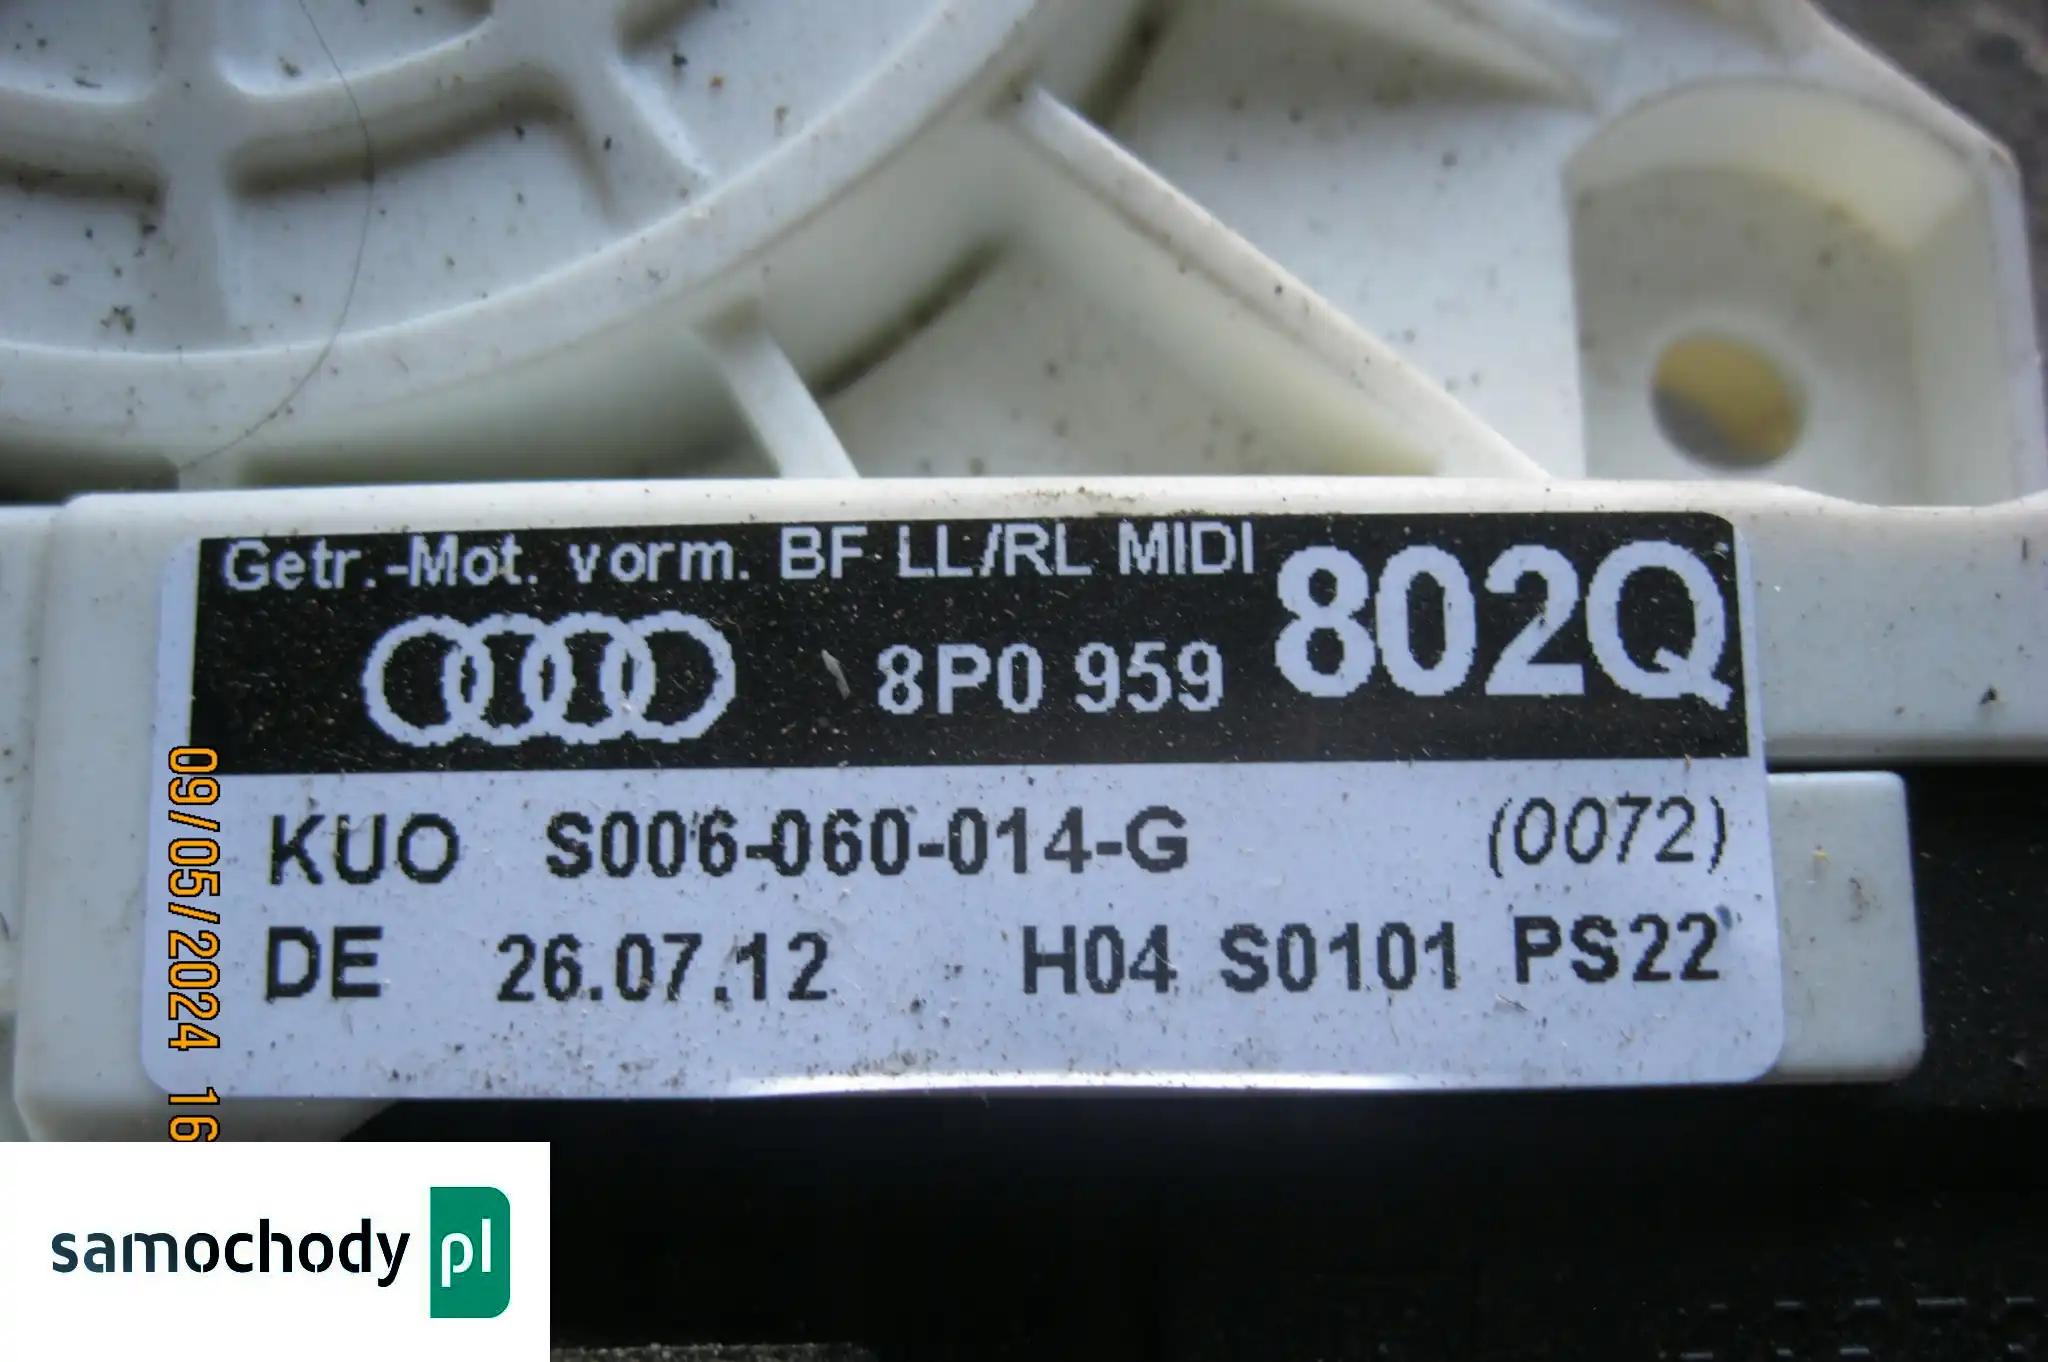 Getr.-Mot. vorm. BF LL/RL MIDI
8P0 959 802Q
KUO S006-060-014-G (0072)
DE 26.07.12 H04 S0101 PS22
09/05/2024 16
samochody pl